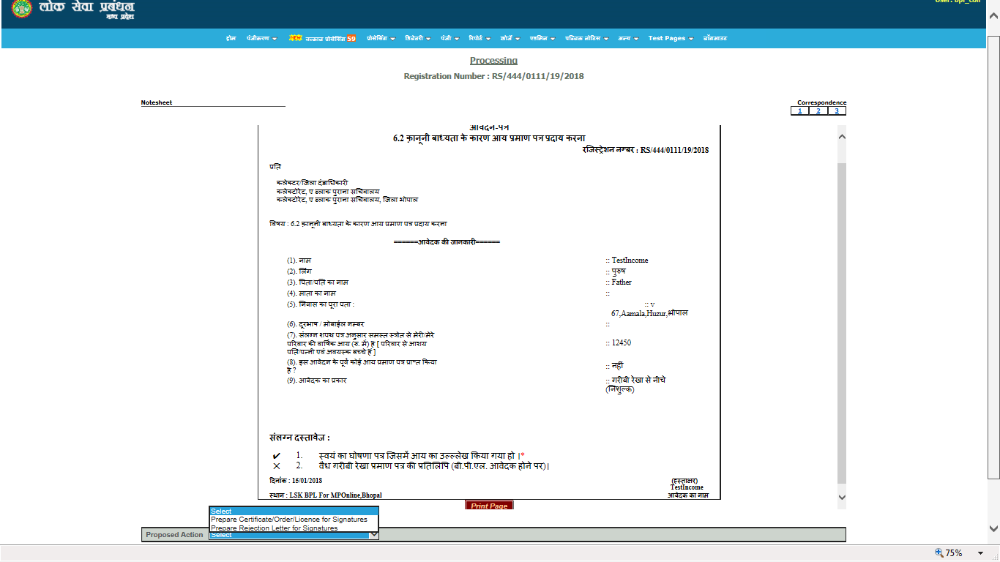 User: bpl_con
लोक सेवा प्रबंधन
मध्य प्रदेश
होम पंजीकरण NEW तत्काल प्रोसेसिंग 59 प्रोसेसिंग डिलेवरी पंजी रिपोर्ट खोजें एडमिन पब्लिक नोटिस अन्य Test Pages लॉगआउट
Processing
Registration Number : RS/444/0111/19/2018
Notesheet
Correspondence
1 2 3
आवेदन-पत्र
6.2 क़ानूनी बाध्यता के कारण आय प्रमाण पत्र प्रदाय करना
रजिस्ट्रेशन नम्बर : RS/444/0111/19/2018
प्रति
कलेक्टर/जिला दंडाधिकारी
कलेक्टोरेट, ए ब्लाक पुराना सचिवालय
कलेक्टोरेट, ए ब्लाक पुराना सचिवालय, जिला भोपाल
विषय : 6.2 क़ानूनी बाध्यता के कारण आय प्रमाण पत्र प्रदाय करना
======आवेदक की जानकारी======
(1). नाम :: TestIncome
(2). लिंग :: पुरुष
(3). पिता/पति का नाम :: Father
(4). माता का नाम ::
(5). निवास का पूरा पता : :: v
67,Aamala,Huzur,भोपाल
(6). दूरभाष / मोबाईल नम्बर ::
(7). संलग्न शपथ पत्र अनुसार समस्त स्त्रोत से मेरी/मेरे
परिवार की वार्षिक आय (रु. में) है [ परिवार से आशय :: 12450
पति/पत्नी एवं अवयस्क बच्चे हैं ]
(8). इस आवेदन के पूर्व कोई आय प्रमाण पत्र प्राप्त किया :: नहीं
है ?
(9). आवेदक का प्रकार :: गरीबी रेखा से नीचे
(निशुल्क)
संलग्न दस्तावेज :
✔ 1. स्वयं का घोषणा पत्र जिसमें आय का उल्ल्लेख किया गया हो ।*
✕ 2. वैध गरीबी रेखा प्रमाण पत्र की प्रतिलिपि (बी.पी.एल. आवेदक होने पर)।
दिनांक : 15/01/2018 (हस्ताक्षर)
TestIncome
स्थान : LSK BPL For MPOnline,Bhopal आवेदक का नाम
Print Page
Select
Prepare Certificate/Order/Licence for Signatures
Prepare Rejection Letter for Signatures
Proposed Action Select
75%